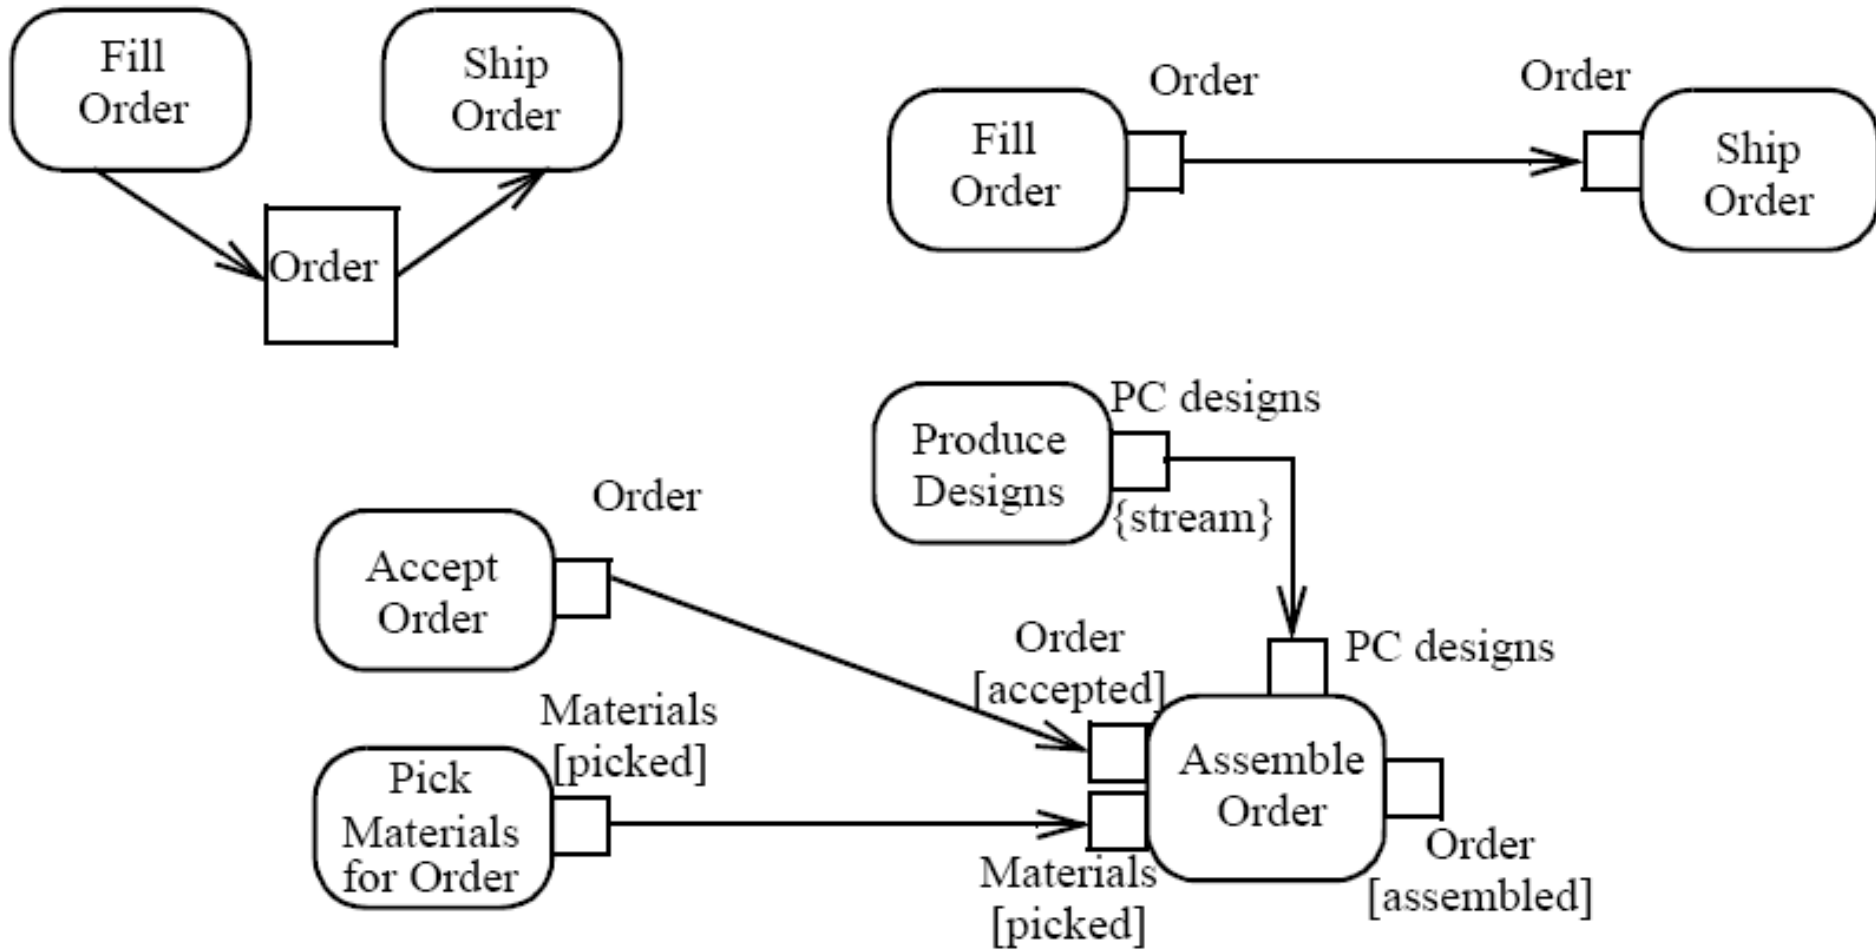 Fill
Order
Ship
Order
Order
Order
Order
Fill
Order
Ship
Order
PC designs
Produce
Designs
{stream}
Order
Accept
Order
Order
[accepted]
PC designs
Materials
[picked]
Pick
Materials
for Order
Assemble
Order
Materials
[picked]
Order
[assembled]